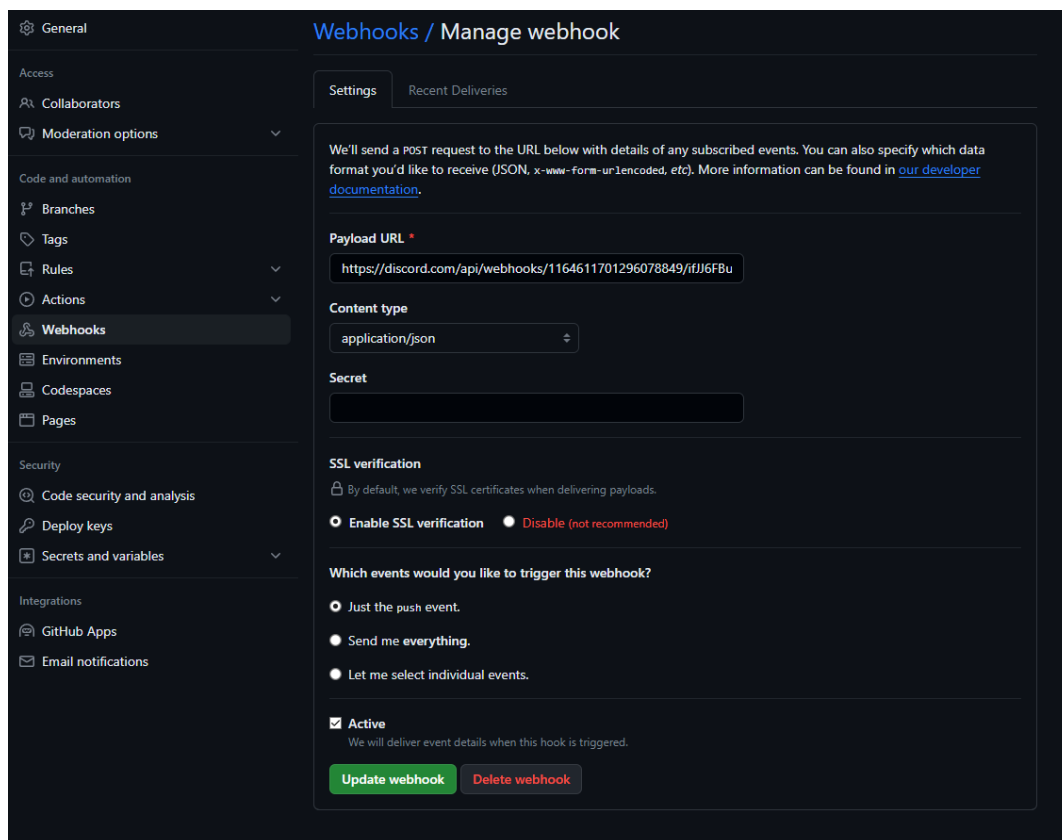 General
Access
Collaborators
Moderation options
Code and automation
Branches
Tags
Rules
Actions
Webhooks
Environments
Codespaces
Pages
Security
Code security and analysis
Deploy keys
Secrets and variables
Integrations
GitHub Apps
Email notifications
Webhooks / Manage webhook
Settings
Recent Deliveries
We'll send a POST request to the URL below with details of any subscribed events. You can also specify which data
format you'd like to receive (JSON, x-www-form-urlencoded, etc). More information can be found in our developer
documentation.
Payload URL *
https://discord.com/api/webhooks/1164611701296078849/ifJJ6FBu
Content type
application/json
Secret
SSL verification
By default, we verify SSL certificates when delivering payloads.
Enable SSL verification
Disable (not recommended)
Which events would you like to trigger this webhook?
Just the push event.
Send me everything.
Let me select individual events.
Active
We will deliver event details when this hook is triggered.
Update webhook
Delete webhook